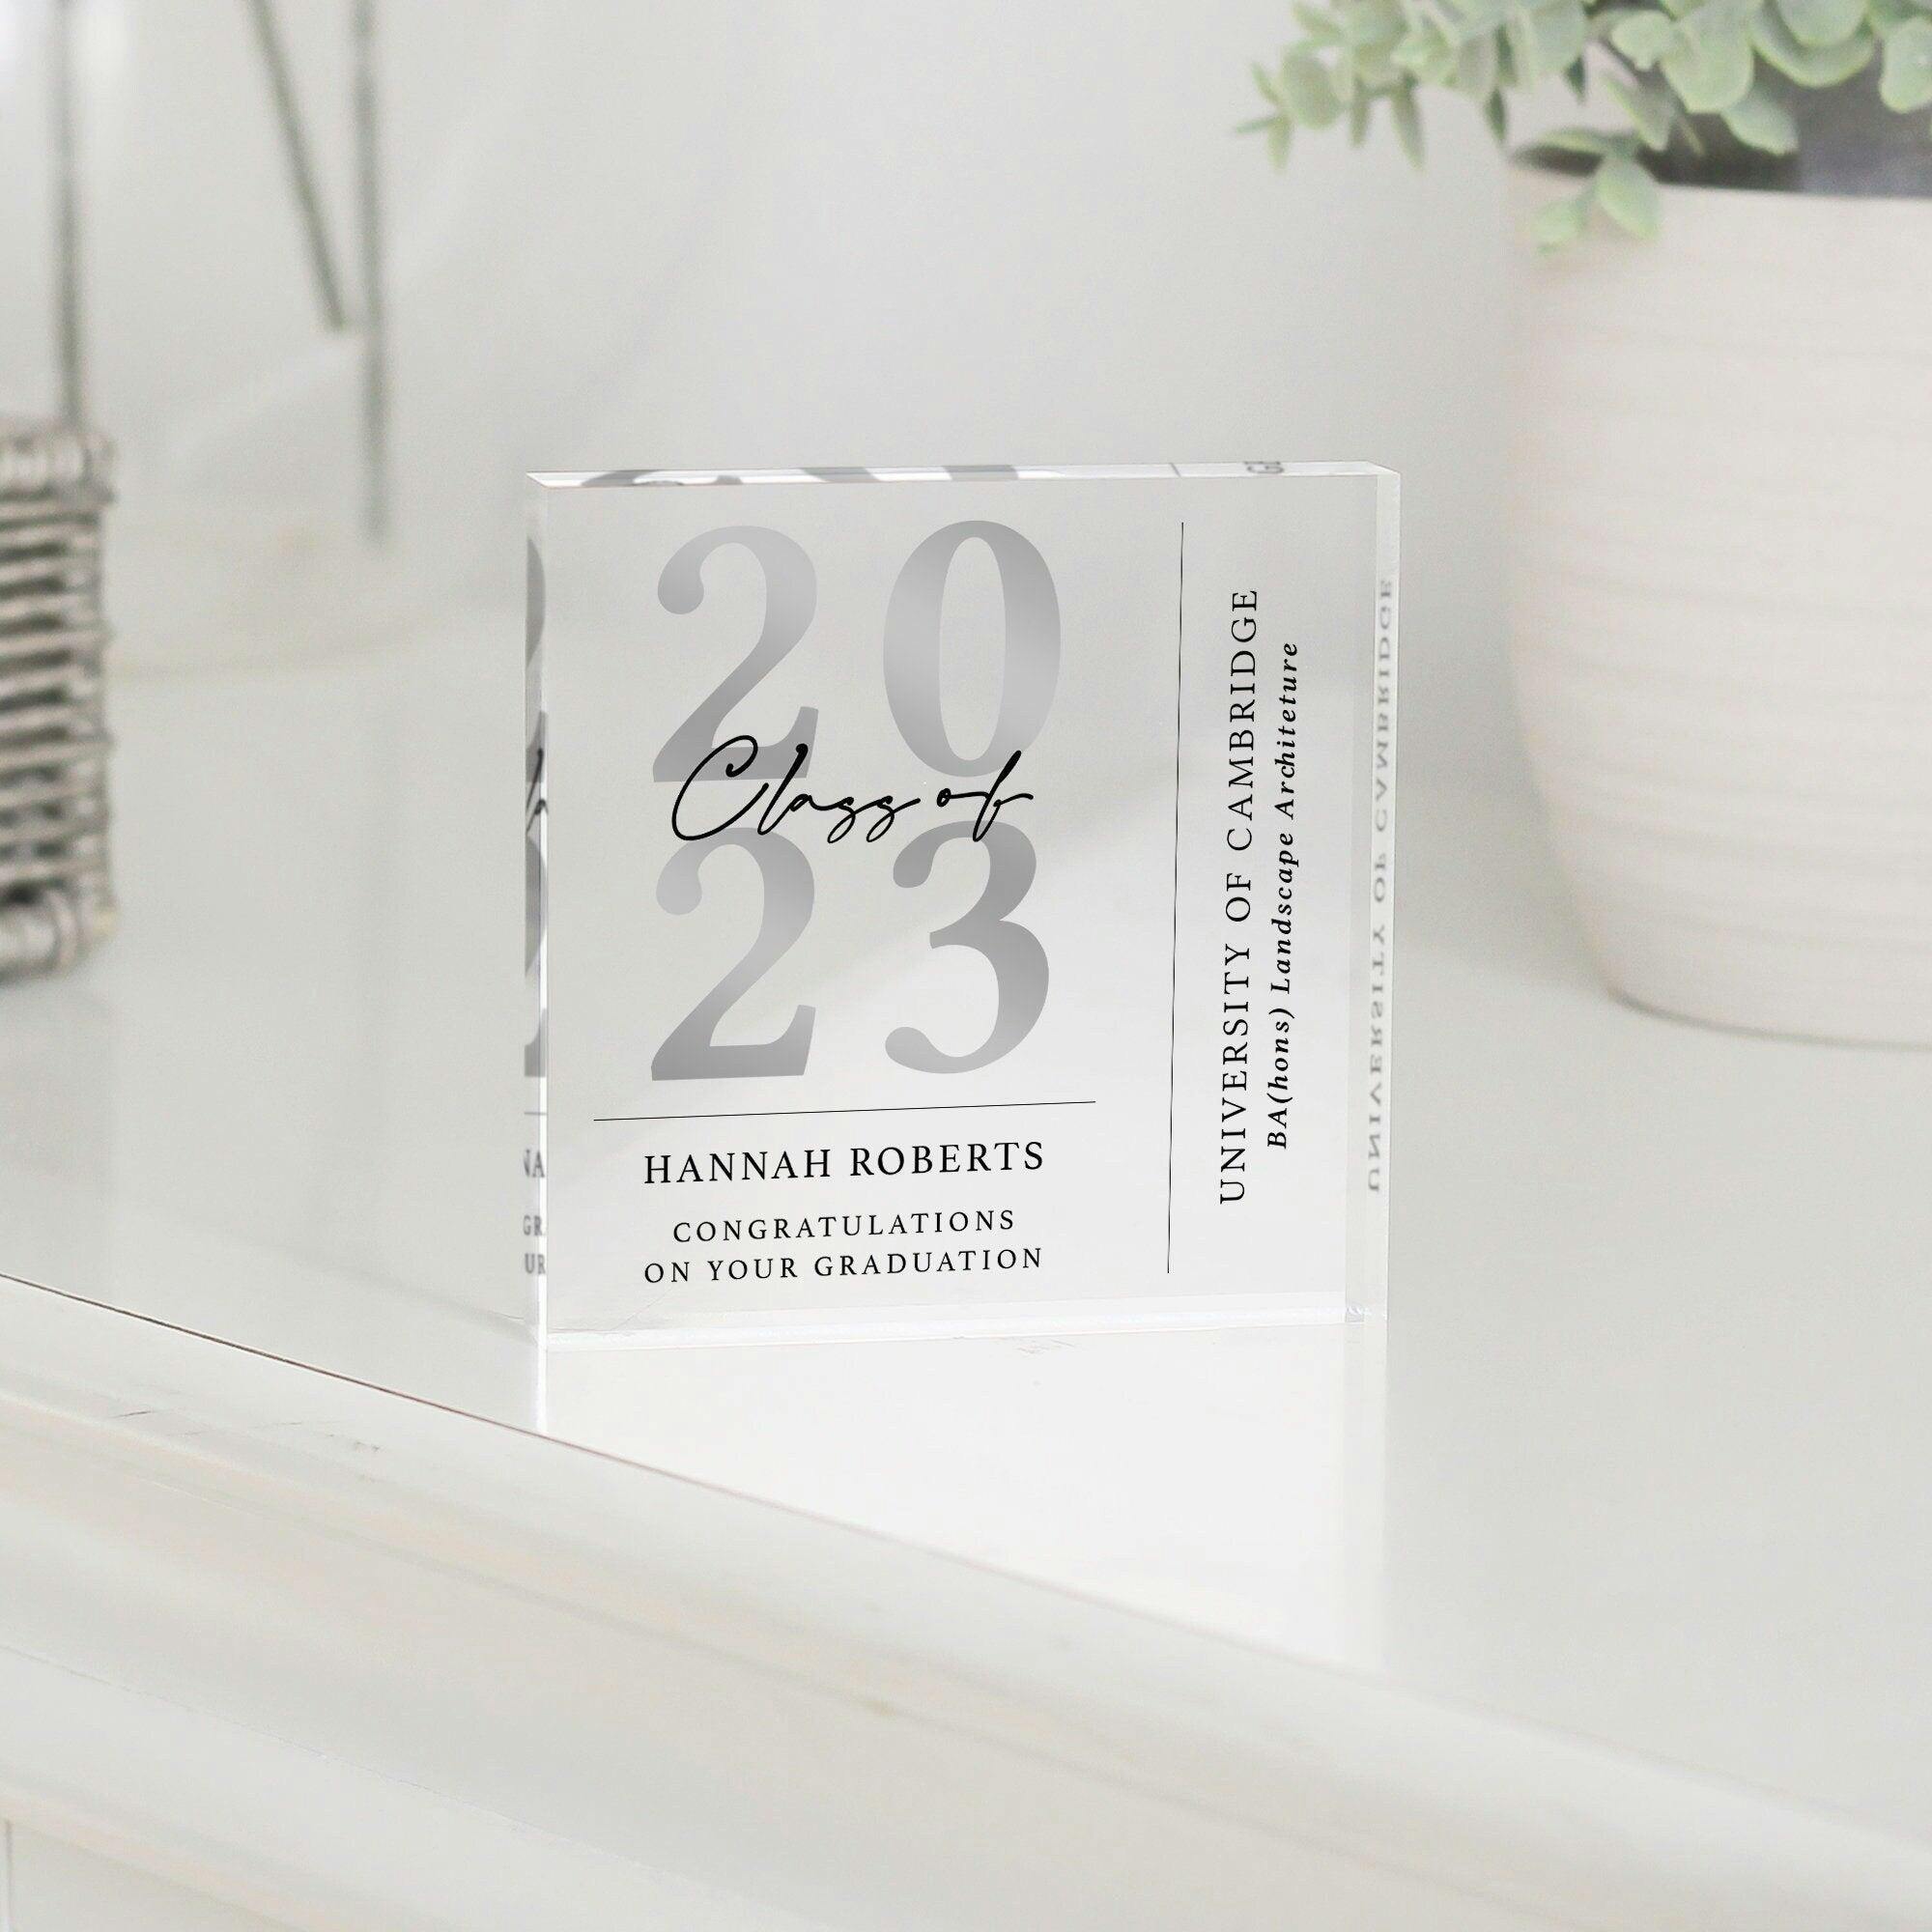 20
Class of
23
HANNAH ROBERTS
CONGRATULATIONS
ON YOUR GRADUATION
UNIVERSITY OF CAMBRIDGE
BA(hons) Landscape Architeture